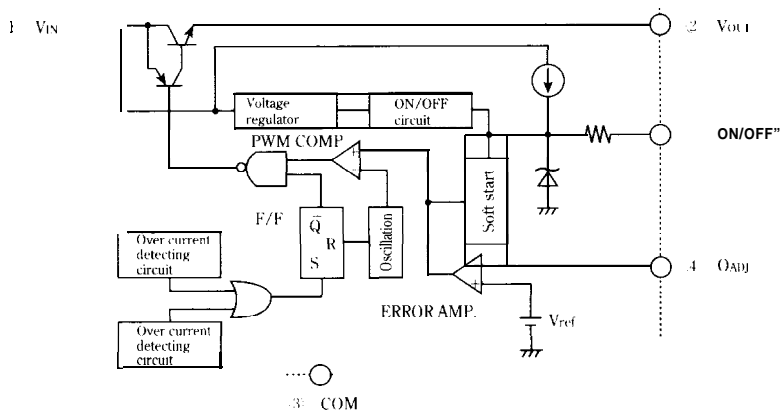 1 VIN
2 VOUT
Voltage regulator
ON/OFF circuit
ON/OFF"
PWM COMP
Soft start
F/F
Q̄
R
S
Oscillation
Over current detecting circuit
4 OADJ
ERROR AMP.
Vref
Over current detecting circuit
3 COM